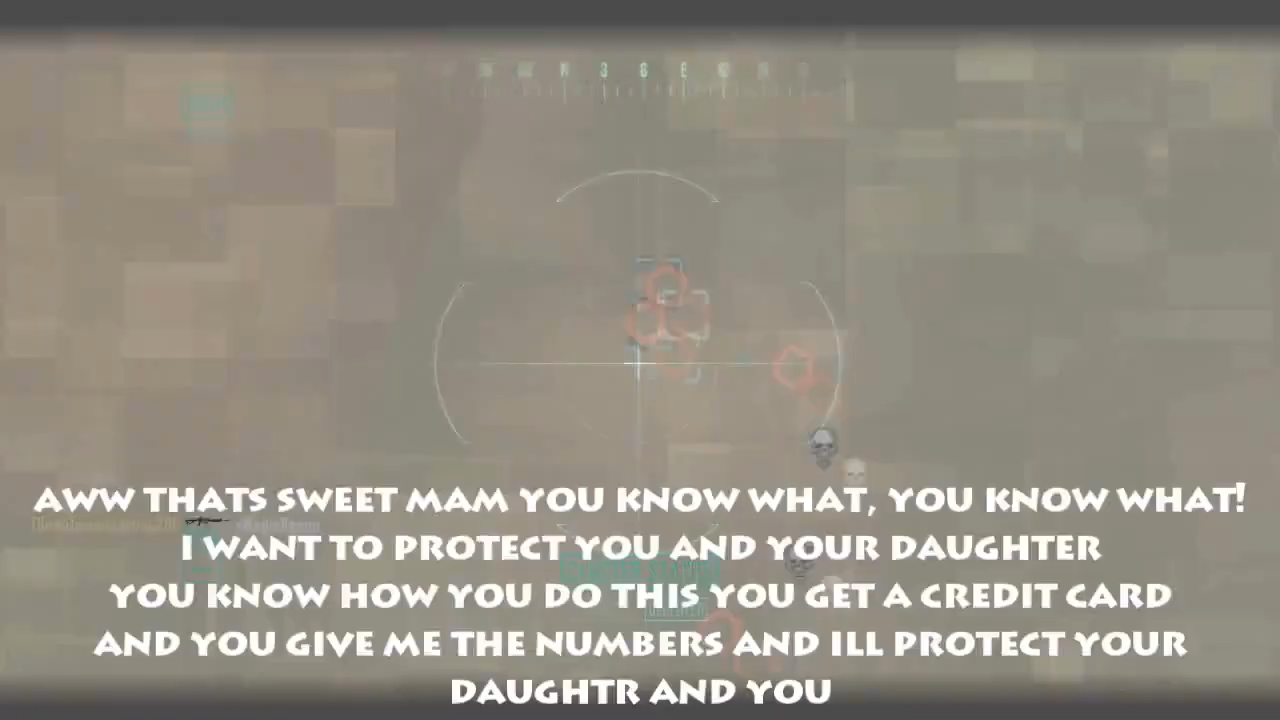 AWW THATS SWEET MAM YOU KNOW WHAT, YOU KNOW WHAT!
I WANT TO PROTECT YOU AND YOUR DAUGHTER
YOU KNOW HOW YOU DO THIS YOU GET A CREDIT CARD
AND YOU GIVE ME THE NUMBERS AND ILL PROTECT YOUR
DAUGHTR AND YOU